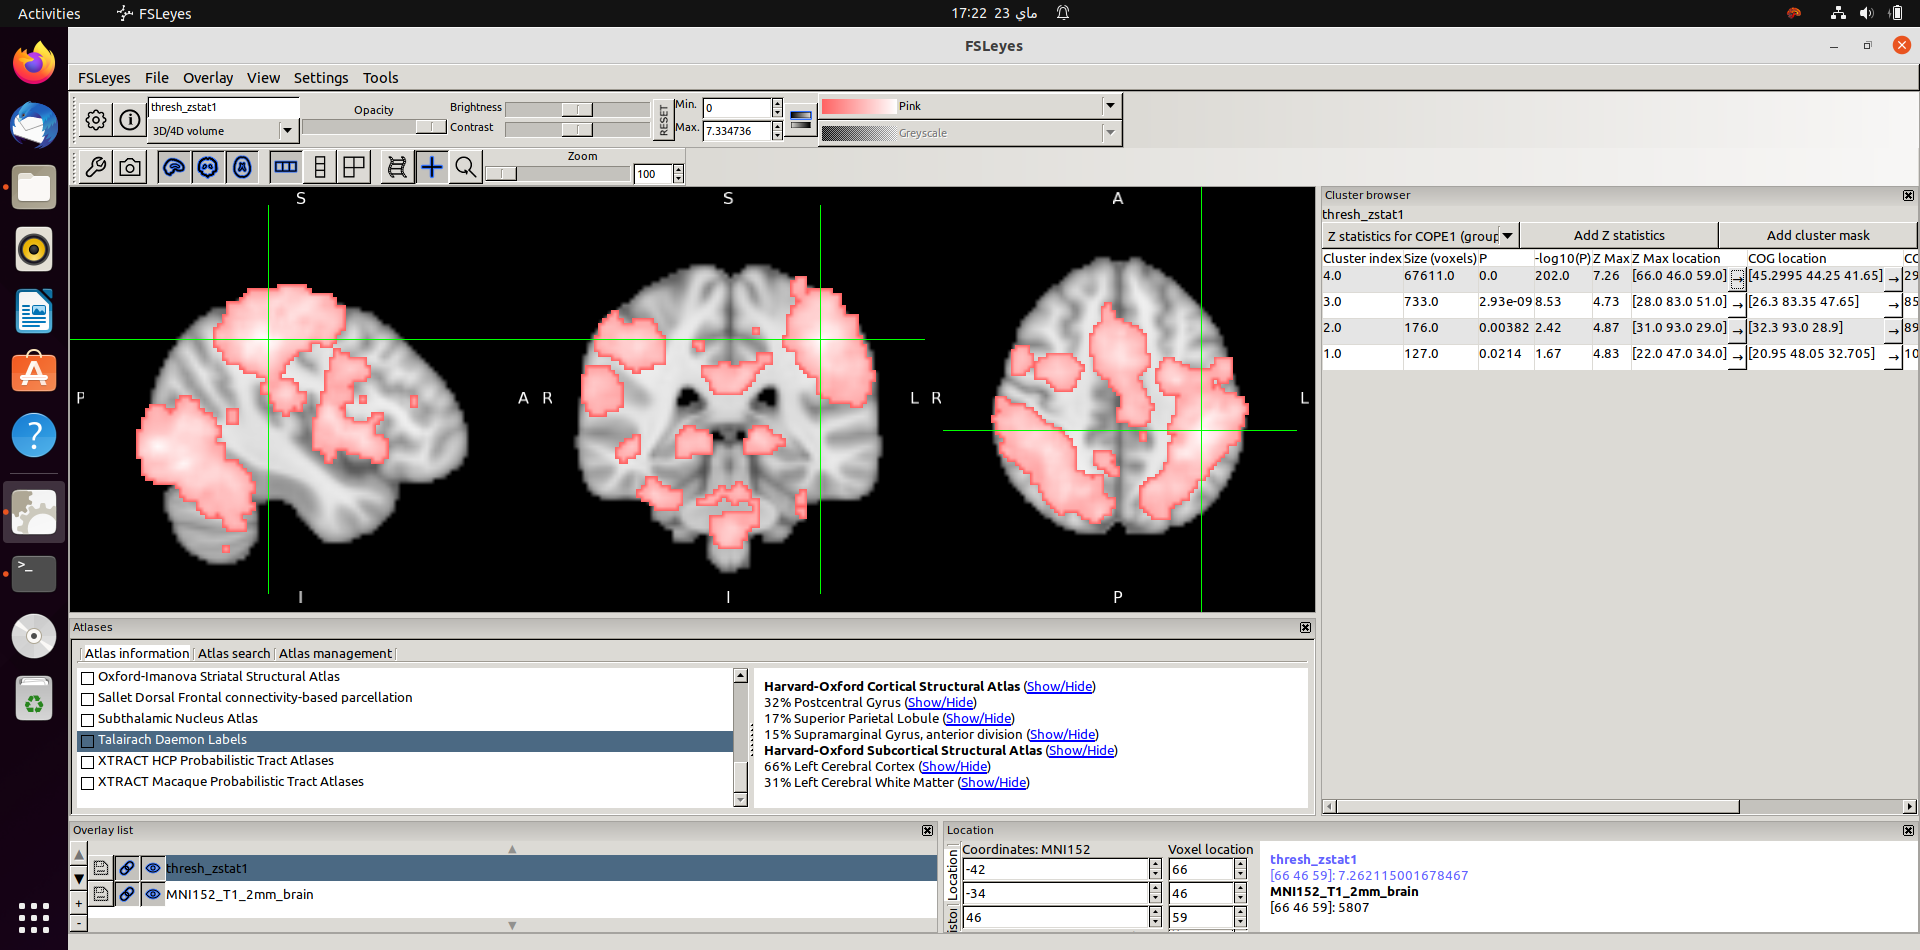 Activities FSLeyes 17:22 23 ماي
FSLeyes
FSLeyes File Overlay View Settings Tools
thresh_zstat1
3D/4D volume
Opacity
Brightness
Contrast
RESET
Min. 0
Max. 7.334736
Pink
Greyscale
Zoom
100
S S A
P A R L R L
I I P
Cluster browser
thresh_zstat1
Z statistics for COPE1 (group Add Z statistics Add cluster mask
Cluster index Size (voxels) P -log10(P) Z Max Z Max location COG location CO
4.0 67611.0 0.0 202.0 7.26 [66.0 46.0 59.0] → [45.2995 44.25 41.65] → 29
3.0 733.0 2.93e-09 8.53 4.73 [28.0 83.0 51.0] → [26.3 83.35 47.65] → 85
2.0 176.0 0.00382 2.42 4.87 [31.0 93.0 29.0] → [32.3 93.0 28.9] → 89
1.0 127.0 0.0214 1.67 4.83 [22.0 47.0 34.0] → [20.95 48.05 32.705] → 10
Atlases
Atlas information Atlas search Atlas management
Oxford-Imanova Striatal Structural Atlas
Sallet Dorsal Frontal connectivity-based parcellation
Subthalamic Nucleus Atlas
Talairach Daemon Labels
XTRACT HCP Probabilistic Tract Atlases
XTRACT Macaque Probabilistic Tract Atlases
Harvard-Oxford Cortical Structural Atlas (Show/Hide)
32% Postcentral Gyrus (Show/Hide)
17% Superior Parietal Lobule (Show/Hide)
15% Supramarginal Gyrus, anterior division (Show/Hide)
Harvard-Oxford Subcortical Structural Atlas (Show/Hide)
66% Left Cerebral Cortex (Show/Hide)
31% Left Cerebral White Matter (Show/Hide)
Overlay list
thresh_zstat1
MNI152_T1_2mm_brain
Location
Location
Coordinates: MNI152 Voxel location
-42 66
-34 46
46 59
thresh_zstat1
[66 46 59]: 7.262115001678467
MNI152_T1_2mm_brain
[66 46 59]: 5807